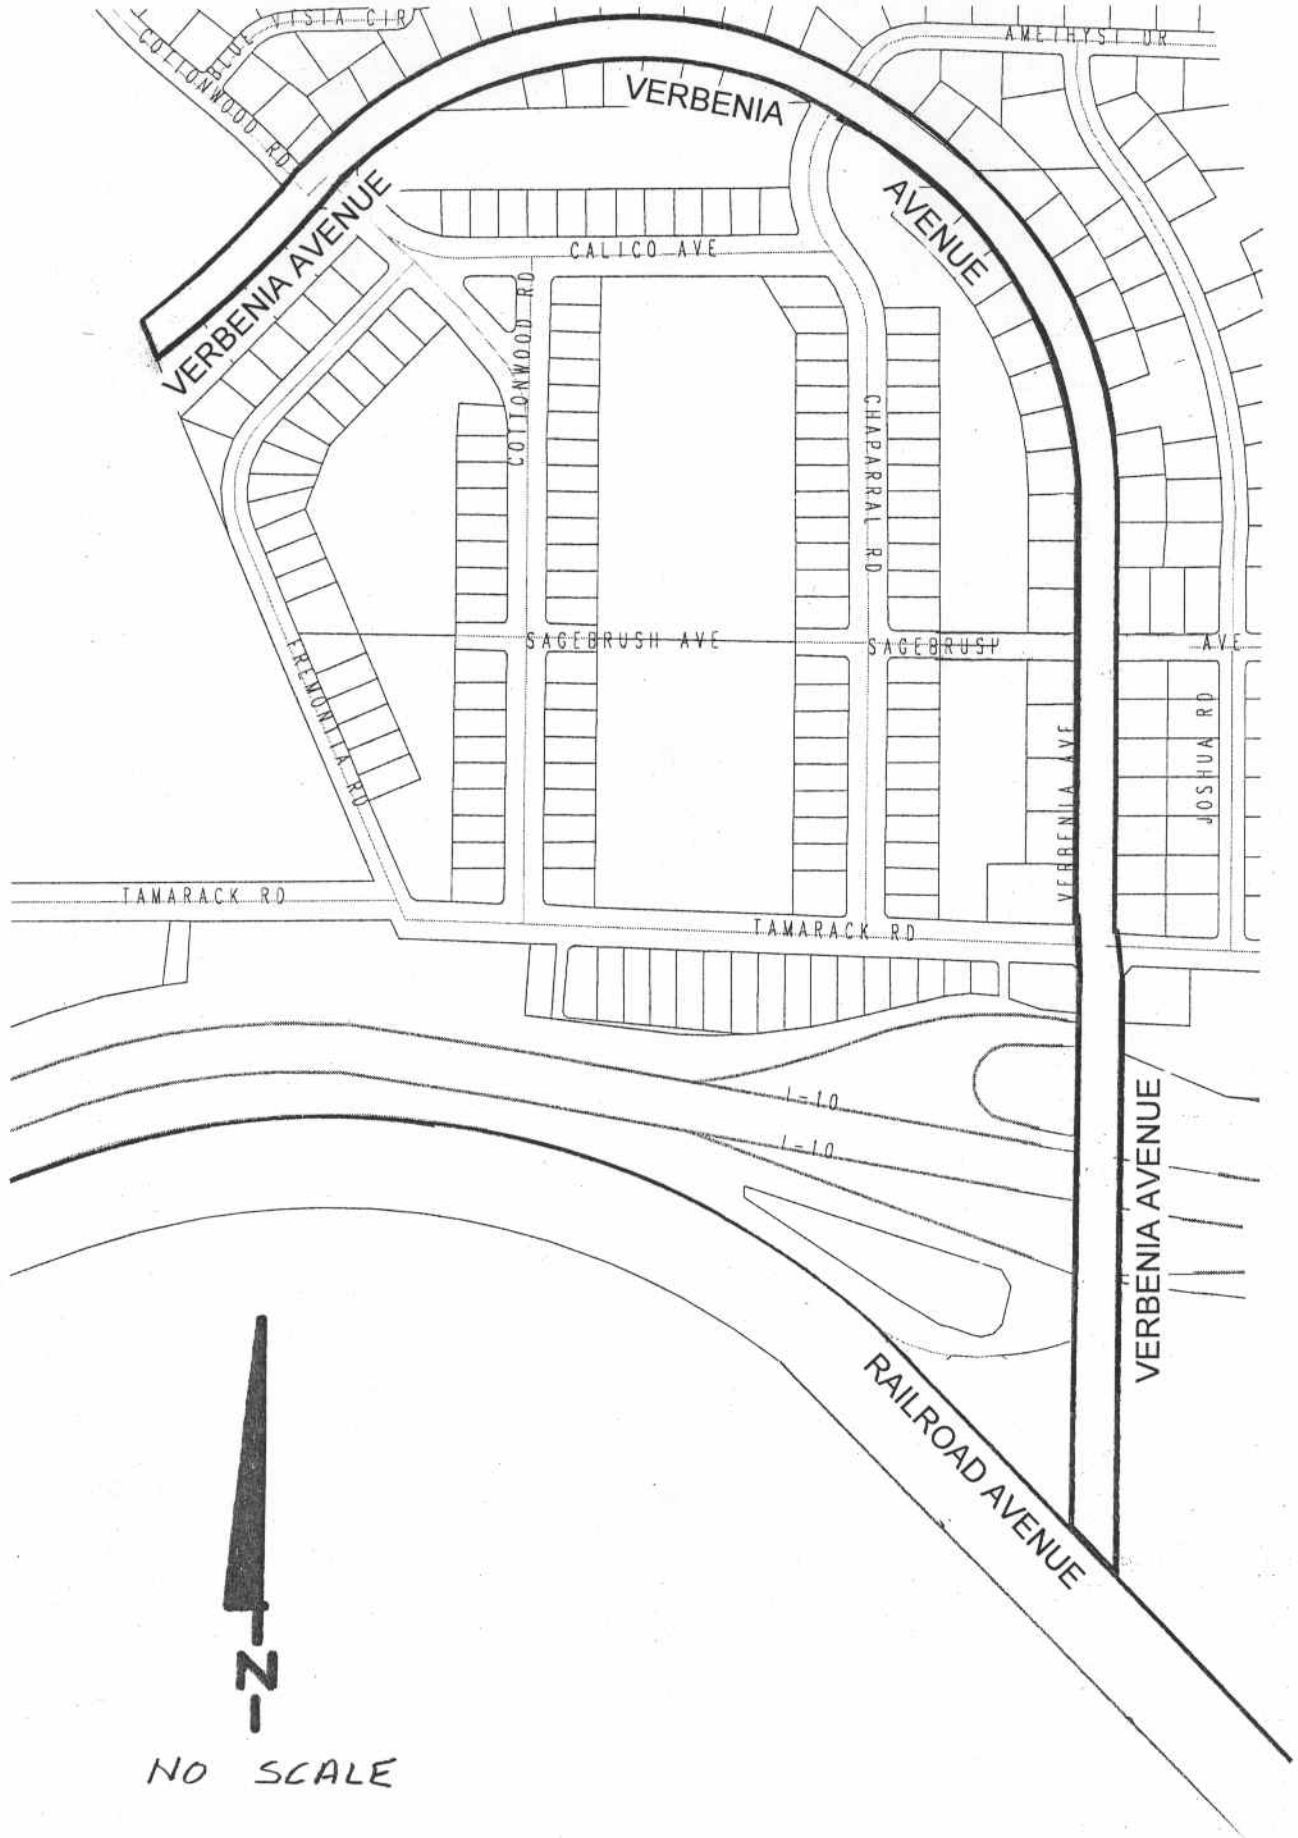 VISTA CIR
BLUE
COTTONWOOD RD
AMETHYST DR
VERBENIA
AVENUE
VERBENIA AVENUE
CALICO AVE
COTTONWOOD RD
CHAPARRAL RD
SAGEBRUSH AVE
SAGEBRUSH
AVE
FREMONTIA RD
VERBENIA AVE
JOSHUA RD
TAMARACK RD
TAMARACK RD
I-10
I-10
VERBENIA AVENUE
RAILROAD AVENUE
N
NO SCALE